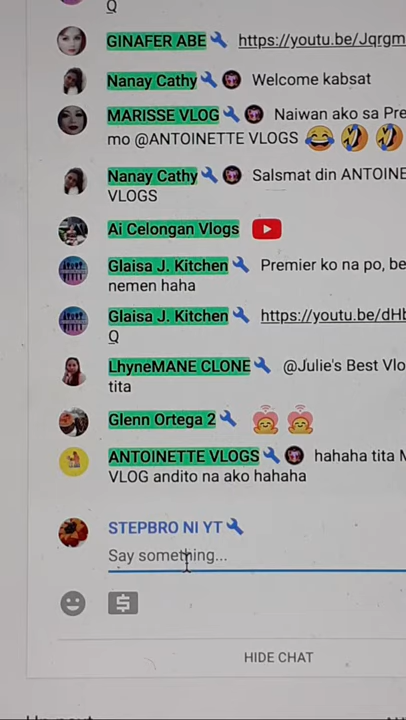 Q
GINAFER ABE https://youtu.be/Jqrgm
Nanay Cathy Welcome kabsat
MARISSE VLOG Naiwan ako sa Pre
mo @ANTOINETTE VLOGS
Nanay Cathy Salsmat din ANTOINE
VLOGS
Ai Celongan Vlogs
Glaisa J. Kitchen Premier ko na po, be
nemen haha
Glaisa J. Kitchen https://youtu.be/dHb
Q
LhyneMANE CLONE @Julie's Best Vlo
tita
Glenn Ortega 2
ANTOINETTE VLOGS hahaha tita M
VLOG andito na ako hahaha
STEPBRO NI YT
Say something...
HIDE CHAT